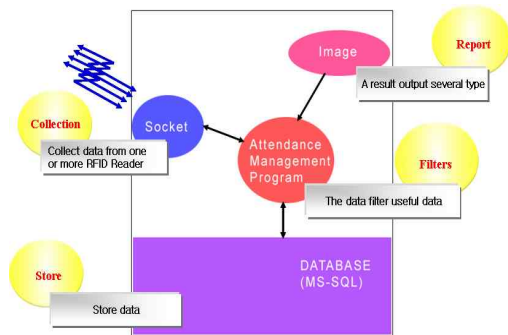 Image
Report
A result output several type
Collection
Socket
Collect data from one
or more RFID Reader
Attendance
Management
Program
Filters
The data filter useful data
DATABASE
(MS-SQL)
Store
Store data